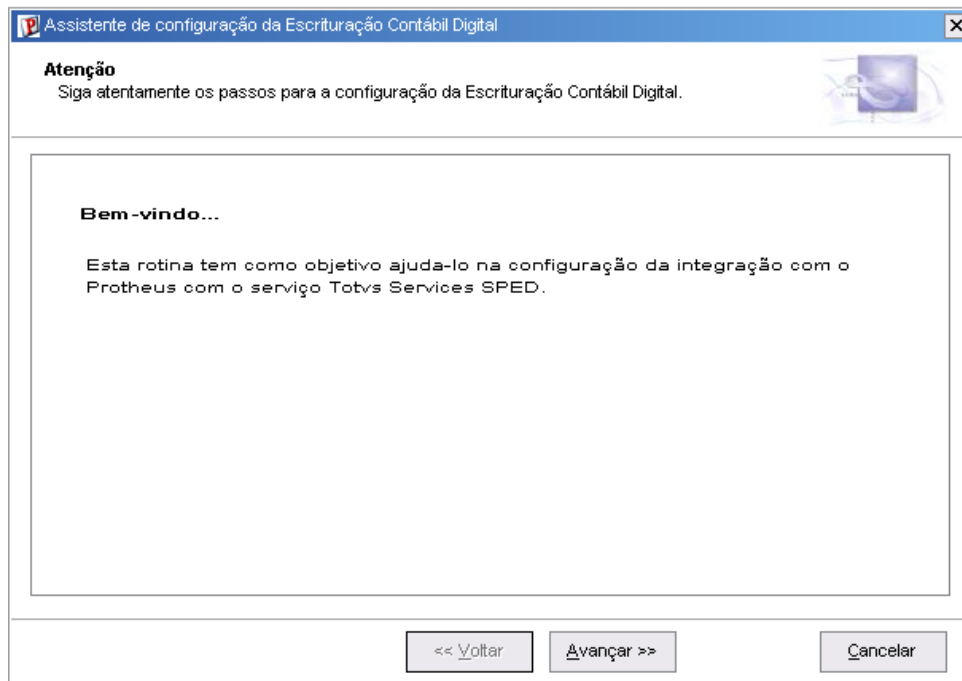 Assistente de configuração da Escrituração Contábil Digital
Atenção
Siga atentamente os passos para a configuração da Escrituração Contábil Digital.
Bem-vindo...
Esta rotina tem como objetivo ajuda-lo na configuração da integração com o
Protheus com o serviço Totvs Services SPED.
<< Voltar
Avançar >>
Cancelar